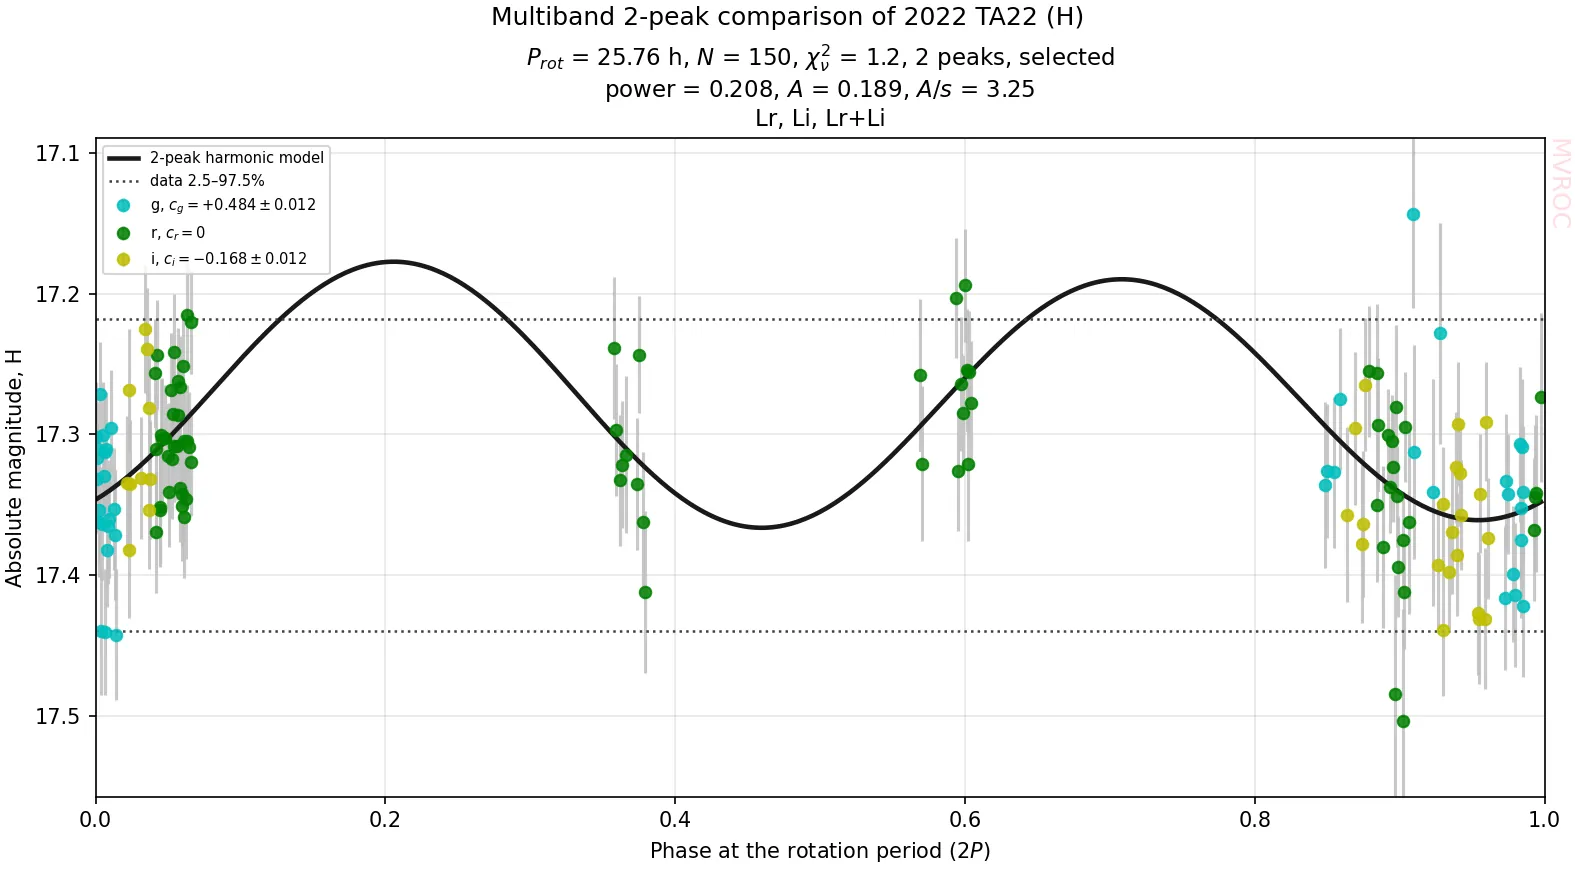 Multiband 2-peak comparison of 2022 TA22 (H)
P_rot = 25.76 h, N = 150, χ²_ν = 1.2, 2 peaks, selected
power = 0.208, A = 0.189, A/s = 3.25
Lr, Li, Lr+Li
2-peak harmonic model
data 2.5–97.5%
g, c_g = +0.484 ± 0.012
r, c_r = 0
i, c_i = −0.168 ± 0.012
MVROC
17.1
17.2
17.3
17.4
17.5
Absolute magnitude, H
0.0 0.2 0.4 0.6 0.8 1.0
Phase at the rotation period (2P)